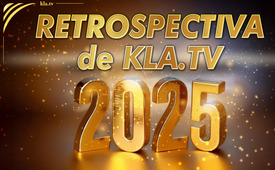 kla.tv
RETROSPECTIVA
de KLA.TV
2025